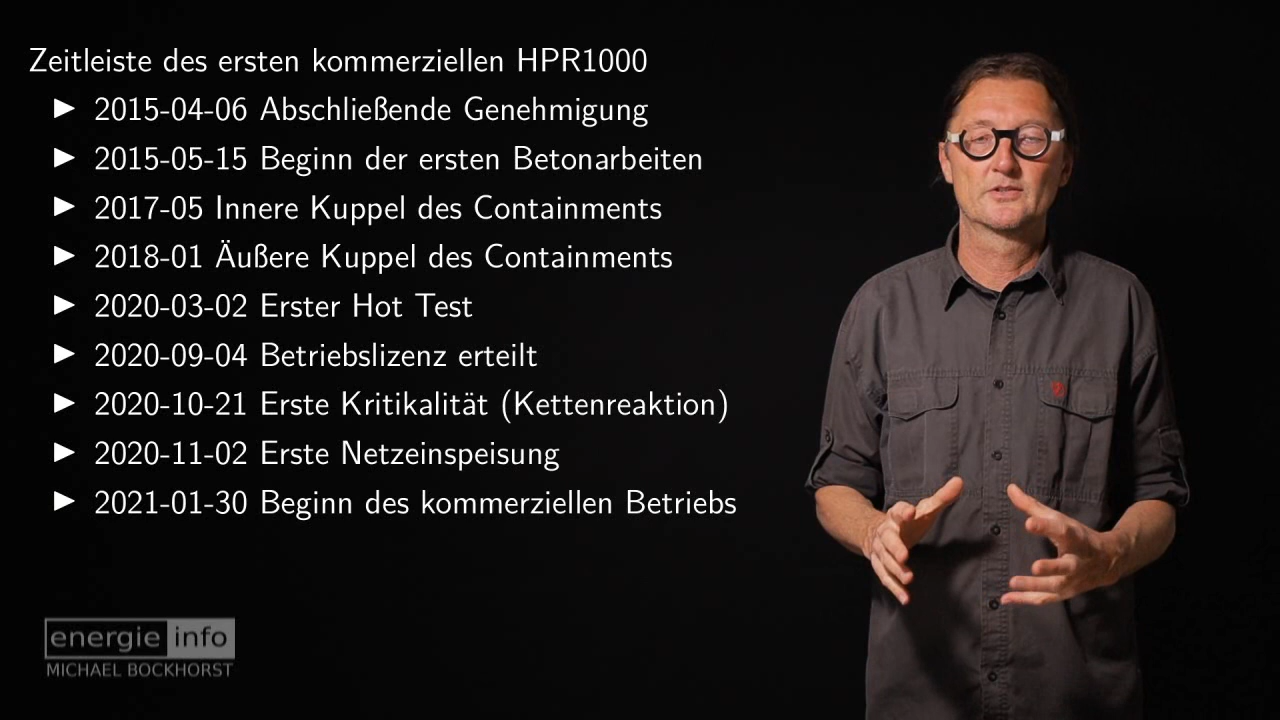 Zeitleiste des ersten kommerziellen HPR1000
► 2015-04-06 Abschließende Genehmigung
► 2015-05-15 Beginn der ersten Betonarbeiten
► 2017-05 Innere Kuppel des Containments
► 2018-01 Äußere Kuppel des Containments
► 2020-03-02 Erster Hot Test
► 2020-09-04 Betriebslizenz erteilt
► 2020-10-21 Erste Kritikalität (Kettenreaktion)
► 2020-11-02 Erste Netzeinspeisung
► 2021-01-30 Beginn des kommerziellen Betriebs
energie info
MICHAEL BOCKHORST